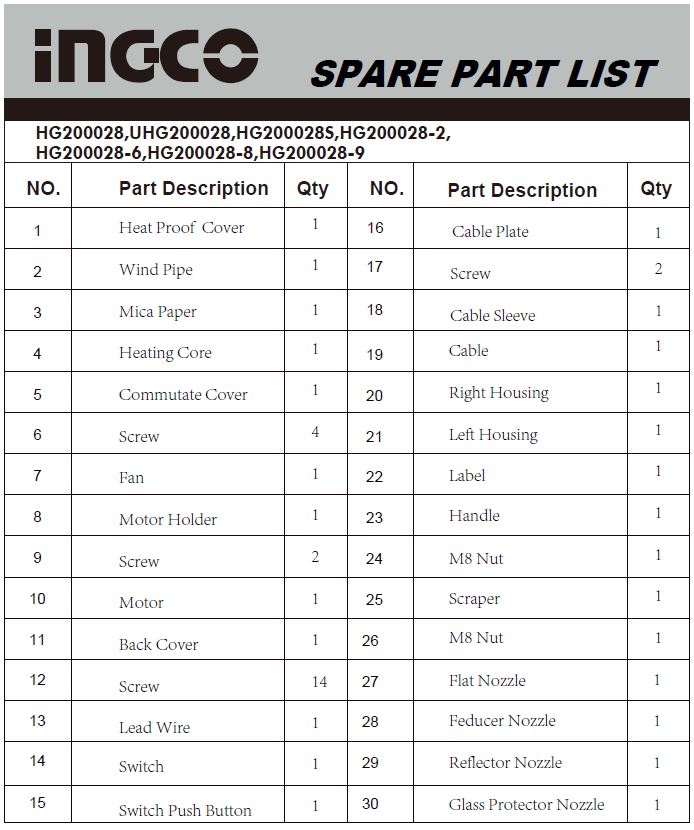 INGCO
SPARE PART LIST
HG200028,UHG200028,HG200028S,HG200028-2,
HG200028-6,HG200028-8,HG200028-9
NO. Part Description Qty NO. Part Description Qty
1 Heat Proof Cover 1 16 Cable Plate 1
2 Wind Pipe 1 17 Screw 2
3 Mica Paper 1 18 Cable Sleeve 1
4 Heating Core 1 19 Cable 1
5 Commutate Cover 1 20 Right Housing 1
6 Screw 4 21 Left Housing 1
7 Fan 1 22 Label 1
8 Motor Holder 1 23 Handle 1
9 Screw 2 24 M8 Nut 1
10 Motor 1 25 Scraper 1
11 Back Cover 1 26 M8 Nut 1
12 Screw 14 27 Flat Nozzle 1
13 Lead Wire 1 28 Feducer Nozzle 1
14 Switch 1 29 Reflector Nozzle 1
15 Switch Push Button 1 30 Glass Protector Nozzle 1